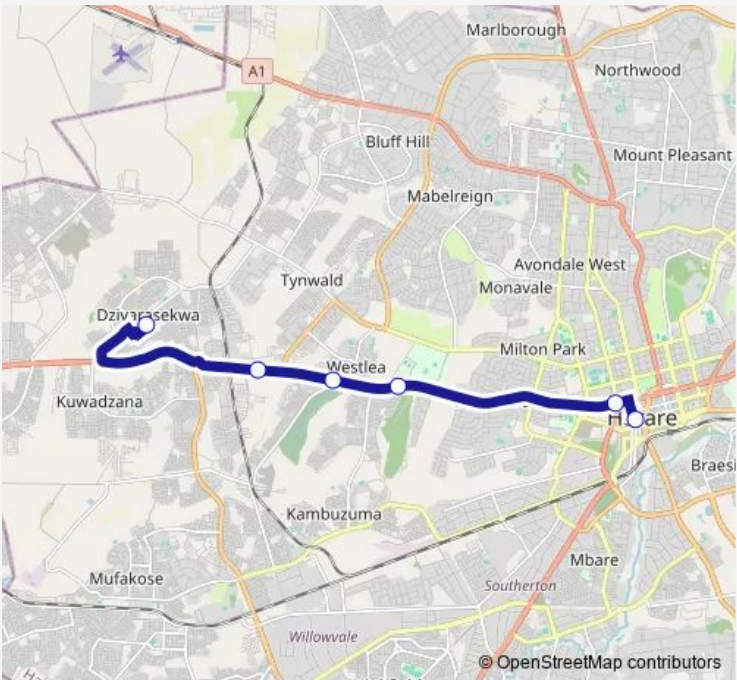 Marlborough
A1
Northwood
Bluff Hill
Mount Pleasant
Mabelreign
Avondale West
Tynwald
Monavale
Dzivarasekwa
Milton Park
Westlea
Kuwadzana
Harare
Braesi
Kambuzuma
Mbare
Mufakose
Southerton
Willowvale
© OpenStreetMap contributors